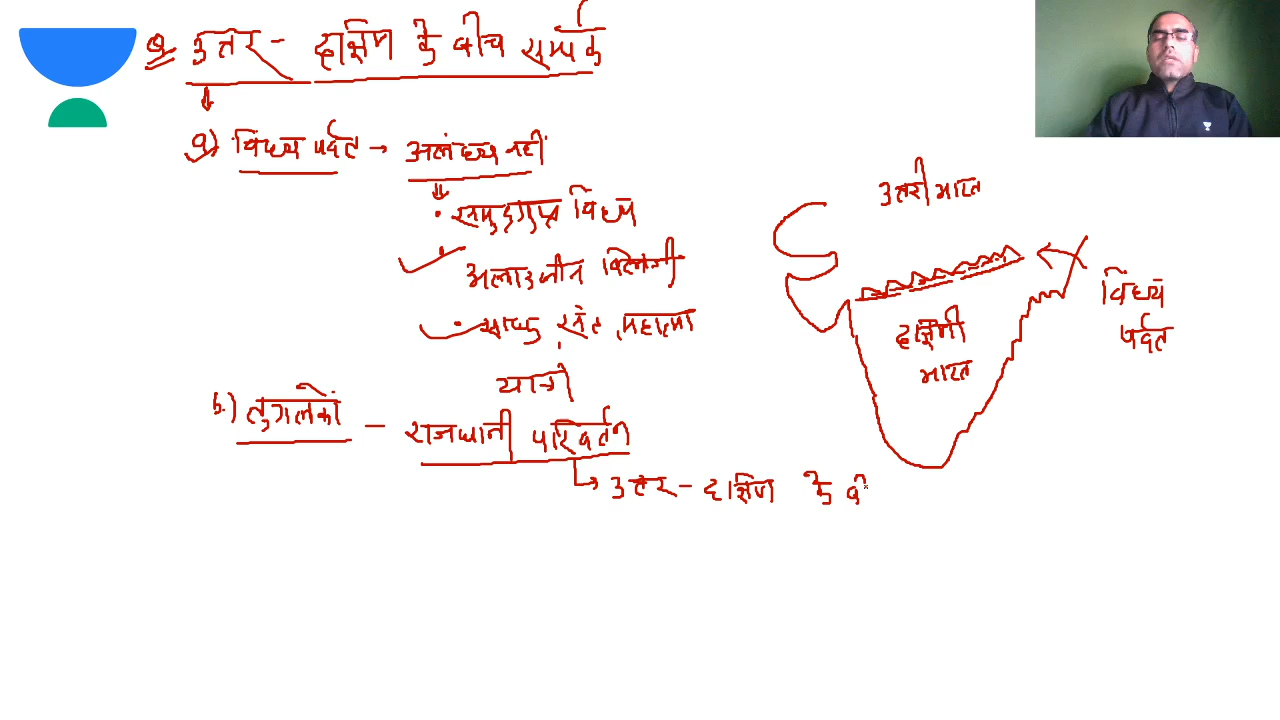 Q. उत्तर - दक्षिण के बीच सम्पर्क
a) विंध्य पर्वत → अलंघ्य नहीं
• समुद्रगुप्त विंध्य
• अलाउद्दीन खिलजी
• साधु, संत, महात्मा
यात्रा
b.) तुगलकों - राजधानी परिवर्तन
→ उत्तर - दक्षिण के बी
उत्तरी भारत
विंध्य
पर्वत
दक्षिणी
भारत